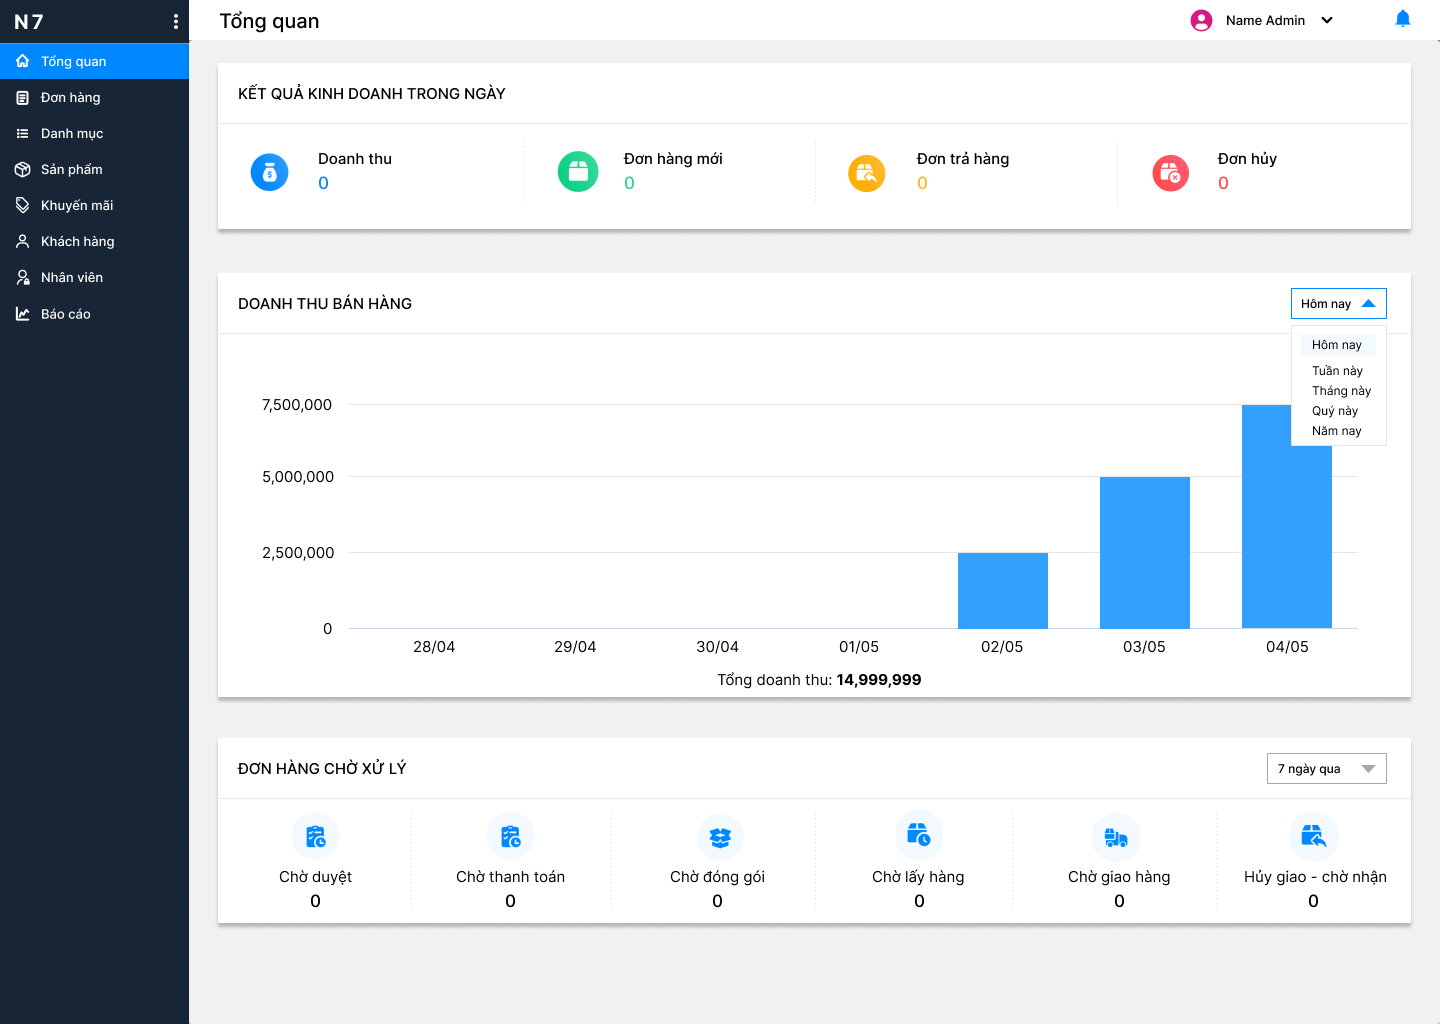 N7
Tổng quan
Name Admin
Tổng quan
Đơn hàng
Danh mục
Sản phẩm
Khuyến mãi
Khách hàng
Nhân viên
Báo cáo
KẾT QUẢ KINH DOANH TRONG NGÀY
Doanh thu
0
Đơn hàng mới
0
Đơn trả hàng
0
Đơn hủy
0
DOANH THU BÁN HÀNG
Hôm nay
Hôm nay
Tuần này
Tháng này
Quý này
Năm nay
7,500,000
5,000,000
2,500,000
0
28/04 29/04 30/04 01/05 02/05 03/05 04/05
Tổng doanh thu: 14,999,999
ĐƠN HÀNG CHỜ XỬ LÝ
7 ngày qua
Chờ duyệt
0
Chờ thanh toán
0
Chờ đóng gói
0
Chờ lấy hàng
0
Chờ giao hàng
0
Hủy giao - chờ nhận
0